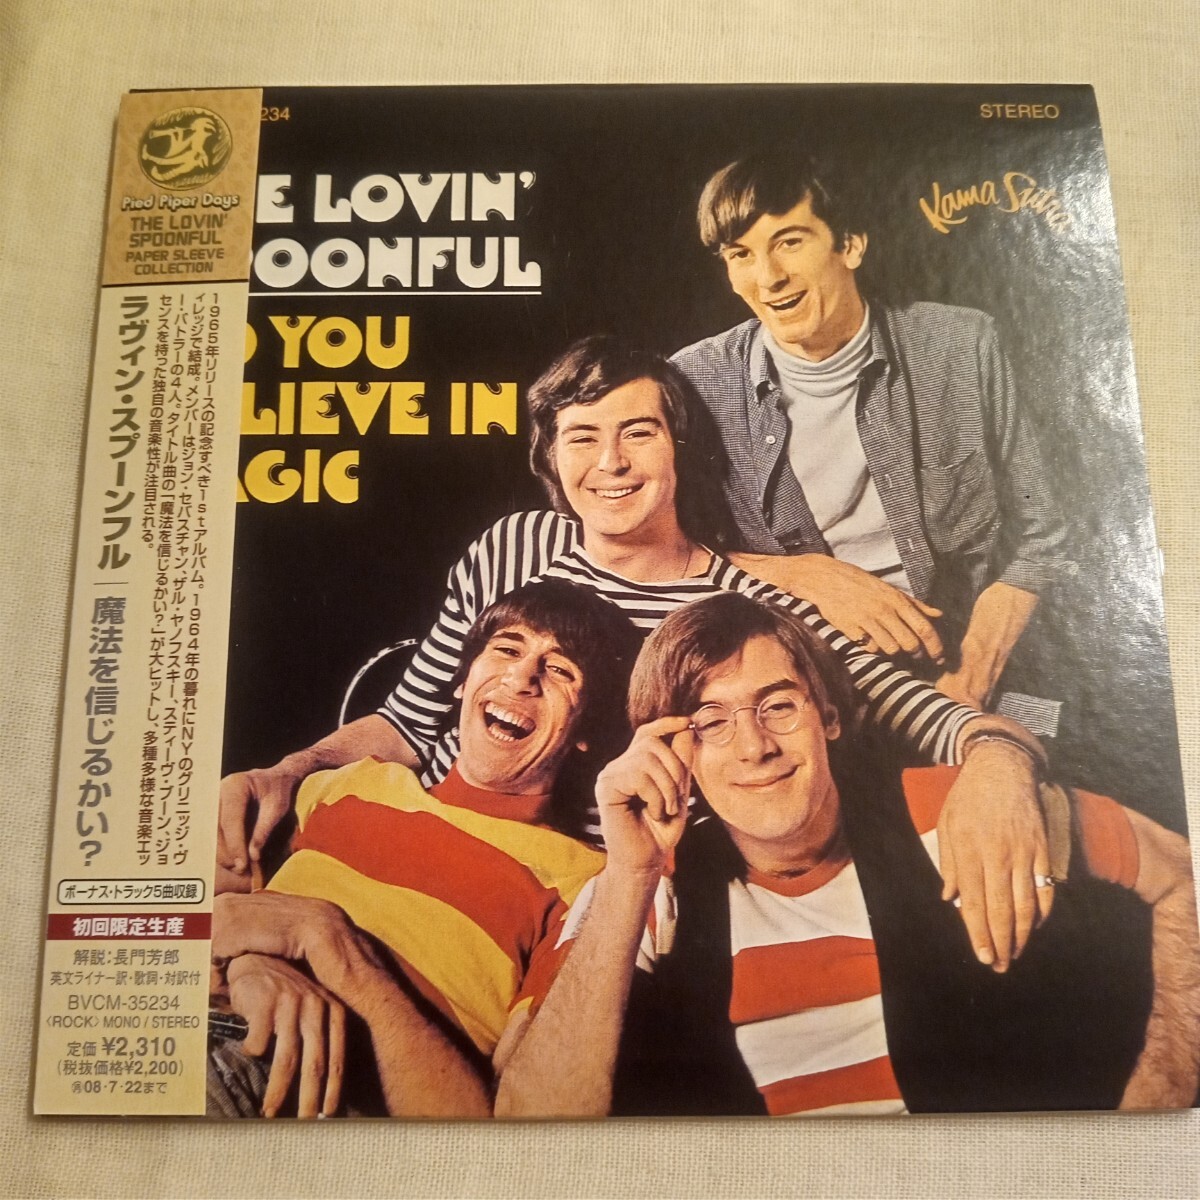 Pied Piper Days
THE LOVIN'
SPOONFUL
PAPER SLEEVE
COLLECTION
ラヴィン・スプーンフル｜魔法を信じるかい?
1965年リリースの記念すべき1stアルバム。1964年の暮れにNYのグリニッジ・ヴ
ィレッジで結成。メンバーはジョン・セバスチャン、ザル・ヤノフスキー、スティーヴ・ブーン、ジョ
ー・バトラーの4人。タイトル曲の「魔法を信じるかい?」が大ヒットし、多種多様な音楽エッ
センスを持った独自の音楽性が注目される。
ボーナス・トラック5曲収録
初回限定生産
解説:長門芳郎
英文ライナー訳・歌詞・対訳付
BVCM-35234
〈ROCK〉MONO / STEREO
定価 ¥2,310
(税抜価格¥2,200)
08・7・22まで
234
STEREO
Kama Sutra
E LOVIN'
POONFUL
O YOU
LIEVE IN
AGIC